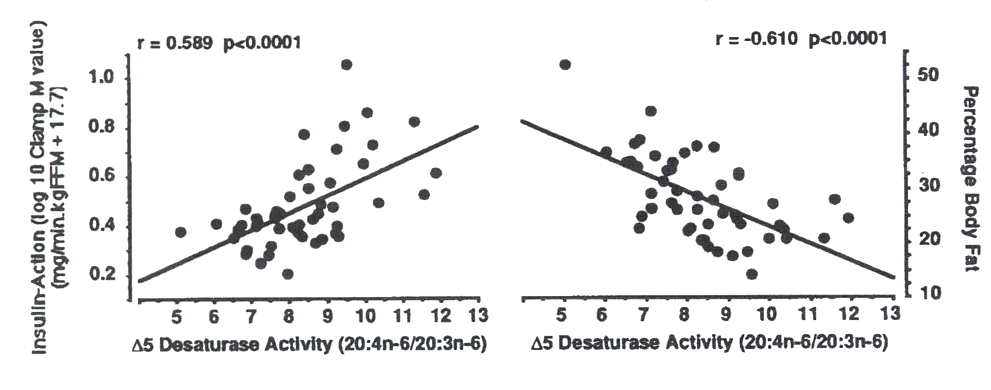 r = 0.589 p<0.0001
Insulin-Action (log 10 Clamp M value)
(mg/min.kgFFM + 17.7)
1.0
0.8
0.6
0.4
0.2
5 6 7 8 9 10 11 12 13
Δ5 Desaturase Activity (20:4n-6/20:3n-6)
r = -0.610 p<0.0001
50
40
30
20
10
Percentage Body Fat
5 6 7 8 9 10 11 12 13
Δ5 Desaturase Activity (20:4n-6/20:3n-6)